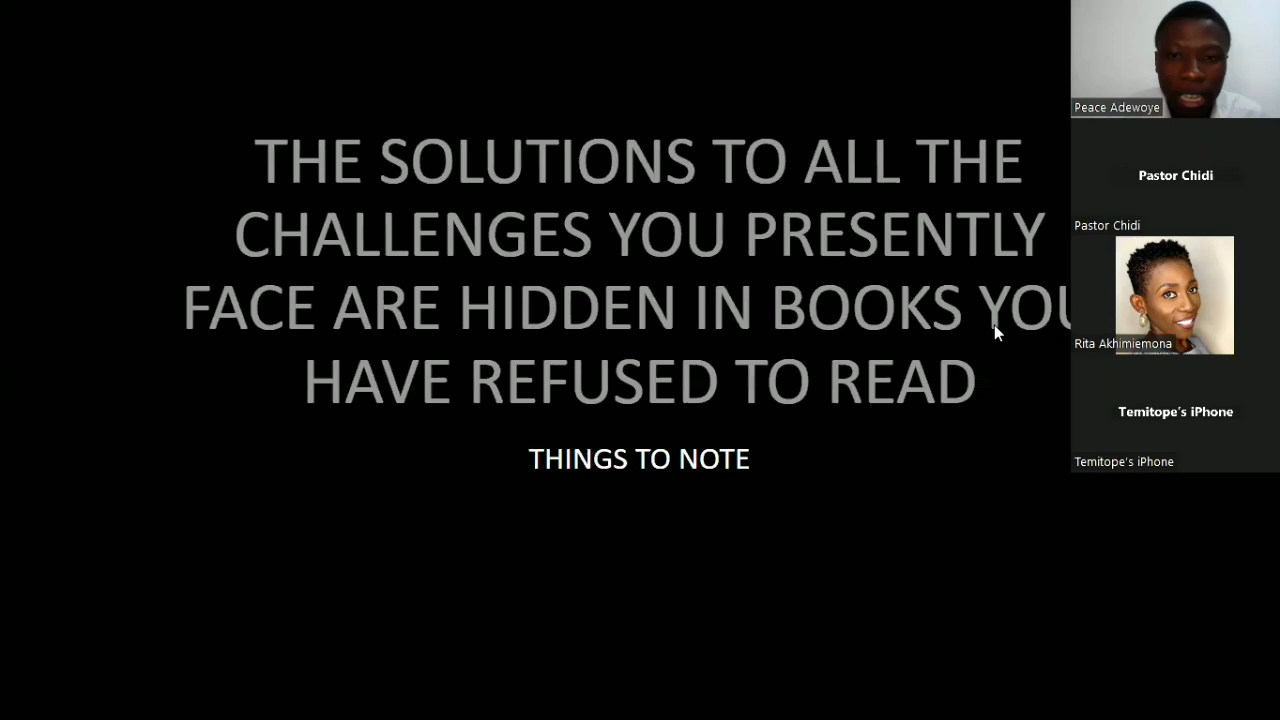 THE SOLUTIONS TO ALL THE
CHALLENGES YOU PRESENTLY
FACE ARE HIDDEN IN BOOKS YOU
HAVE REFUSED TO READ
THINGS TO NOTE
Peace Adewoye
Pastor Chidi
Pastor Chidi
Rita Akhimiemona
Temitope's iPhone
Temitope's iPhone